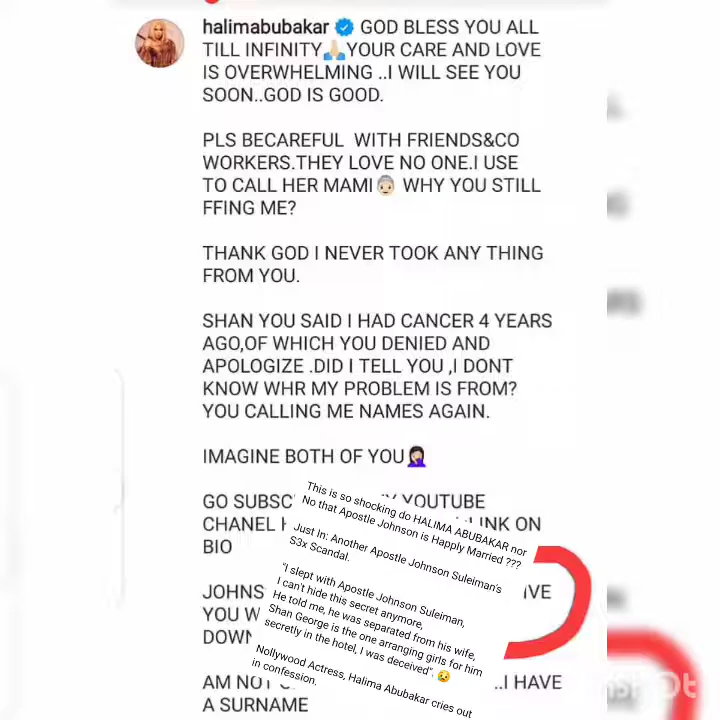 halimabubakar GOD BLESS YOU ALL
TILL INFINITY🙏🏻YOUR CARE AND LOVE
IS OVERWHELMING ..I WILL SEE YOU
SOON..GOD IS GOOD.
PLS BECAREFUL WITH FRIENDS&CO
WORKERS.THEY LOVE NO ONE.I USE
TO CALL HER MAMI👵🏻 WHY YOU STILL
FFING ME?
THANK GOD I NEVER TOOK ANY THING
FROM YOU.
SHAN YOU SAID I HAD CANCER 4 YEARS
AGO,OF WHICH YOU DENIED AND
APOLOGIZE .DID I TELL YOU ,I DONT
KNOW WHR MY PROBLEM IS FROM?
YOU CALLING ME NAMES AGAIN.
IMAGINE BOTH OF YOU🤦🏻‍♀️
GO SUBSC YOUTUBE
CHANEL INK ON
BIO
JOHNS VE
YOU W
DOWN
AM NOT ..I HAVE
A SURNAME
This is so shocking do HALIMA ABUBAKAR nor
No that Apostle Johnson is Happly Married ???
Just In: Another Apostle Johnson Suleiman's
S3x Scandal.
"I slept with Apostle Johnson Suleiman,
I can't hide this secret anymore,
He told me, he was separated from his wife,
Shan George is the one arranging girls for him
secretly in the hotel, I was deceived". 😥
Nollywood Actress, Halima Abubakar cries out
in confession.